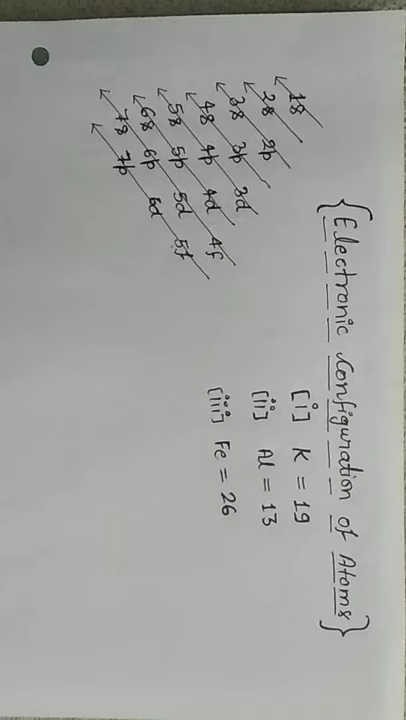 {Electronic Configuration of Atoms}
1s
2s 2p
3s 3p 3d
4s 4p 4d 4f
5s 5p 5d 5f
6s 6p 6d
7s 7p
[i] K = 19
[ii] Al = 13
[iii] Fe = 26